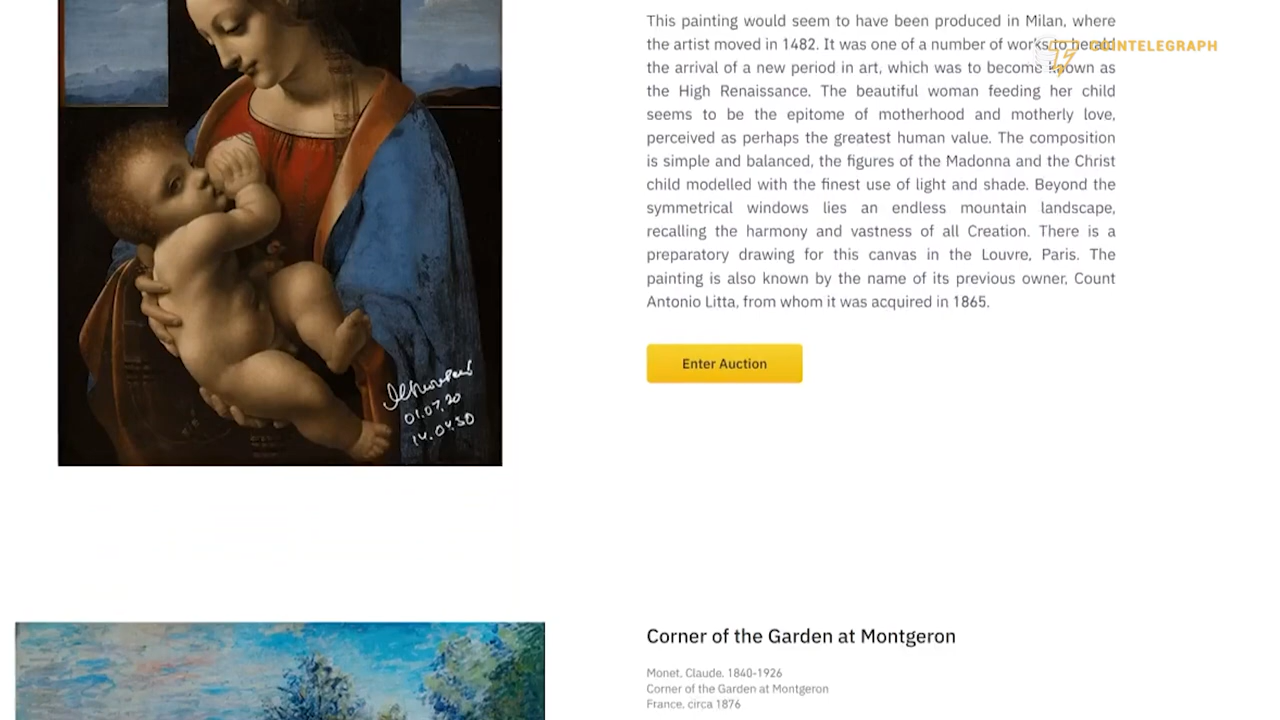 This painting would seem to have been produced in Milan, where
the artist moved in 1482. It was one of a number of works to herald
the arrival of a new period in art, which was to become known as
the High Renaissance. The beautiful woman feeding her child
seems to be the epitome of motherhood and motherly love,
perceived as perhaps the greatest human value. The composition
is simple and balanced, the figures of the Madonna and the Christ
child modelled with the finest use of light and shade. Beyond the
symmetrical windows lies an endless mountain landscape,
recalling the harmony and vastness of all Creation. There is a
preparatory drawing for this canvas in the Louvre, Paris. The
painting is also known by the name of its previous owner, Count
Antonio Litta, from whom it was acquired in 1865.
COINTELEGRAPH
Enter Auction
01.07.20
Corner of the Garden at Montgeron
Monet, Claude. 1840-1926
Corner of the Garden at Montgeron
France, circa 1876